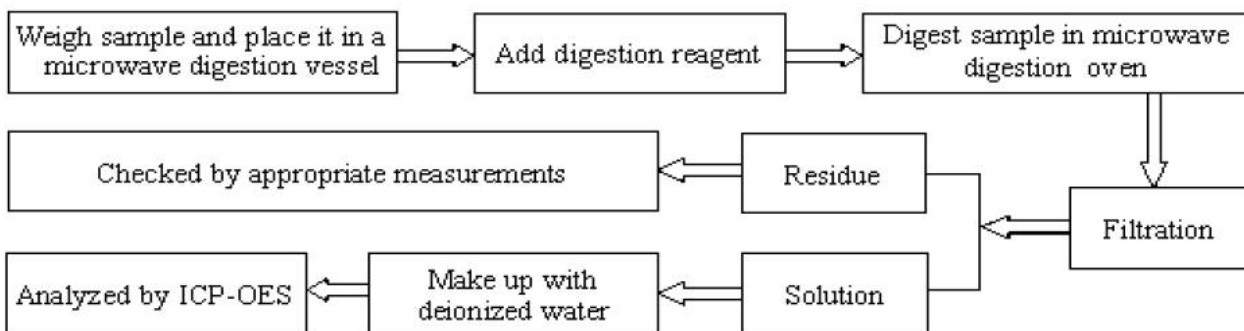 Weigh sample and place it in a
microwave digestion vessel
Add digestion reagent
Digest sample in microwave
digestion oven
Filtration
Residue
Checked by appropriate measurements
Solution
Make up with
deionized water
Analyzed by ICP-OES